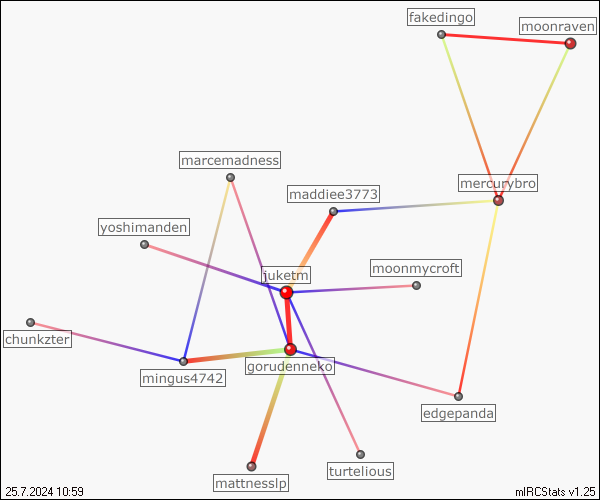 fakedingo
moonraven
marcemadness
mercurybro
maddiee3773
yoshimanden
juketm
moonmycroft
chunkzter
gorudenneko
mingus4742
edgepanda
turtelious
mattnesslp
25.7.2024 10:59
mIRCStats v1.25